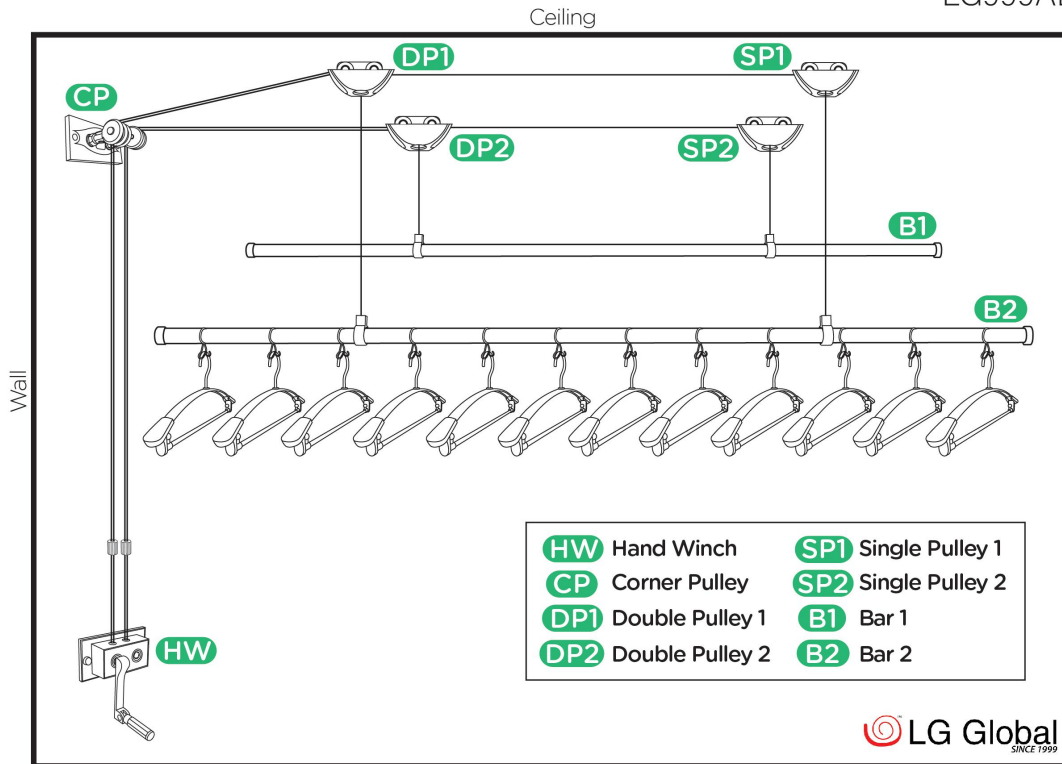 Ceiling
DP1
SP1
CP
DP2
SP2
B1
B2
Wall
HW
HW Hand Winch
CP Corner Pulley
DP1 Double Pulley 1
DP2 Double Pulley 2
SP1 Single Pulley 1
SP2 Single Pulley 2
B1 Bar 1
B2 Bar 2
LG Global
SINCE 1999